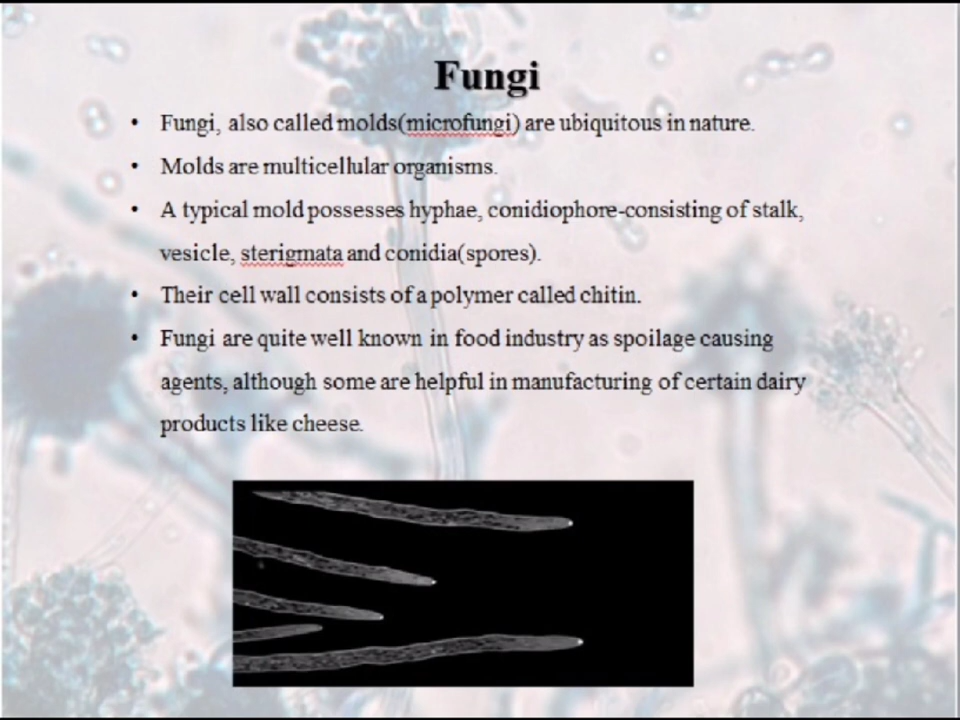 Fungi
• Fungi, also called molds(microfungi) are ubiquitous in nature.
• Molds are multicellular organisms.
• A typical mold possesses hyphae, conidiophore-consisting of stalk,
vesicle, sterigmata and conidia(spores).
• Their cell wall consists of a polymer called chitin.
• Fungi are quite well known in food industry as spoilage causing
agents, although some are helpful in manufacturing of certain dairy
products like cheese.